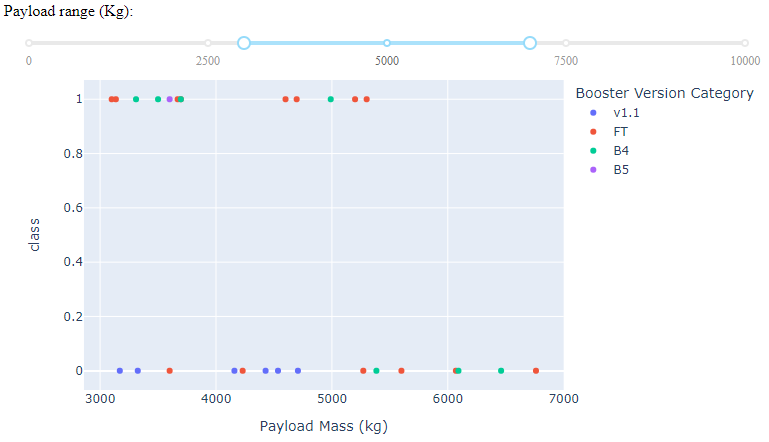 Payload range (Kg):
0 2500 5000 7500 10000
Booster Version Category
v1.1
FT
B4
B5
1
0.8
0.6
0.4
0.2
0
class
3000 4000 5000 6000 7000
Payload Mass (kg)